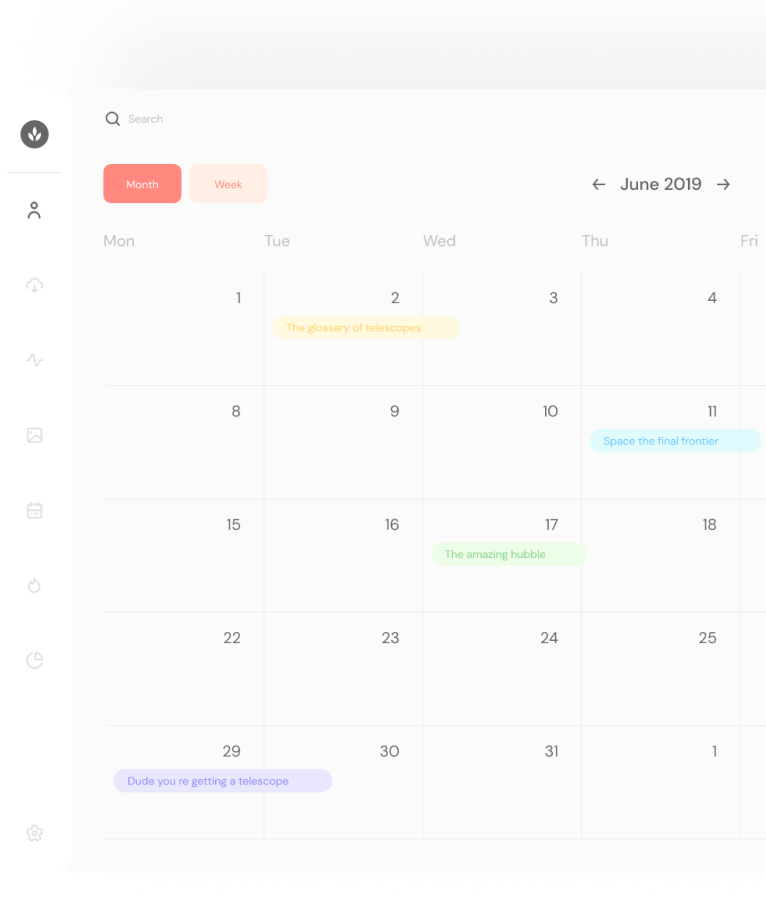 Search
Month Week June 2019
Mon Tue Wed Thu Fri
1 2 3 4
The glossary of telescopes
8 9 10 11
Space the final frontier
15 16 17 18
The amazing hubble
22 23 24 25
29 30 31 1
Dude you re getting a telescope